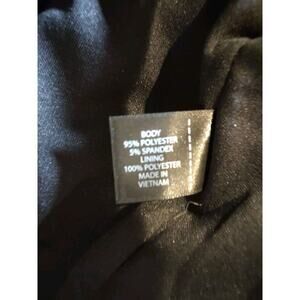 BODY
95% POLYESTER
5% SPANDEX
LINING
100% POLYESTER
MADE IN
VIETNAM